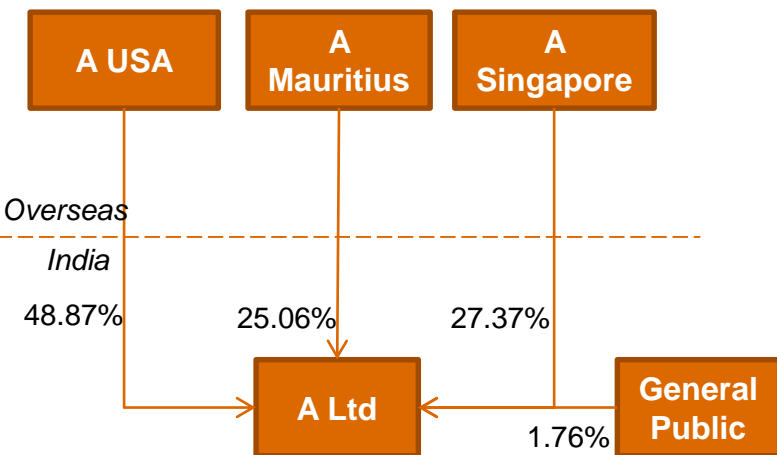 A USA
A
Mauritius
A
Singapore
Overseas
India
48.87%
25.06%
27.37%
A Ltd
General
Public
1.76%